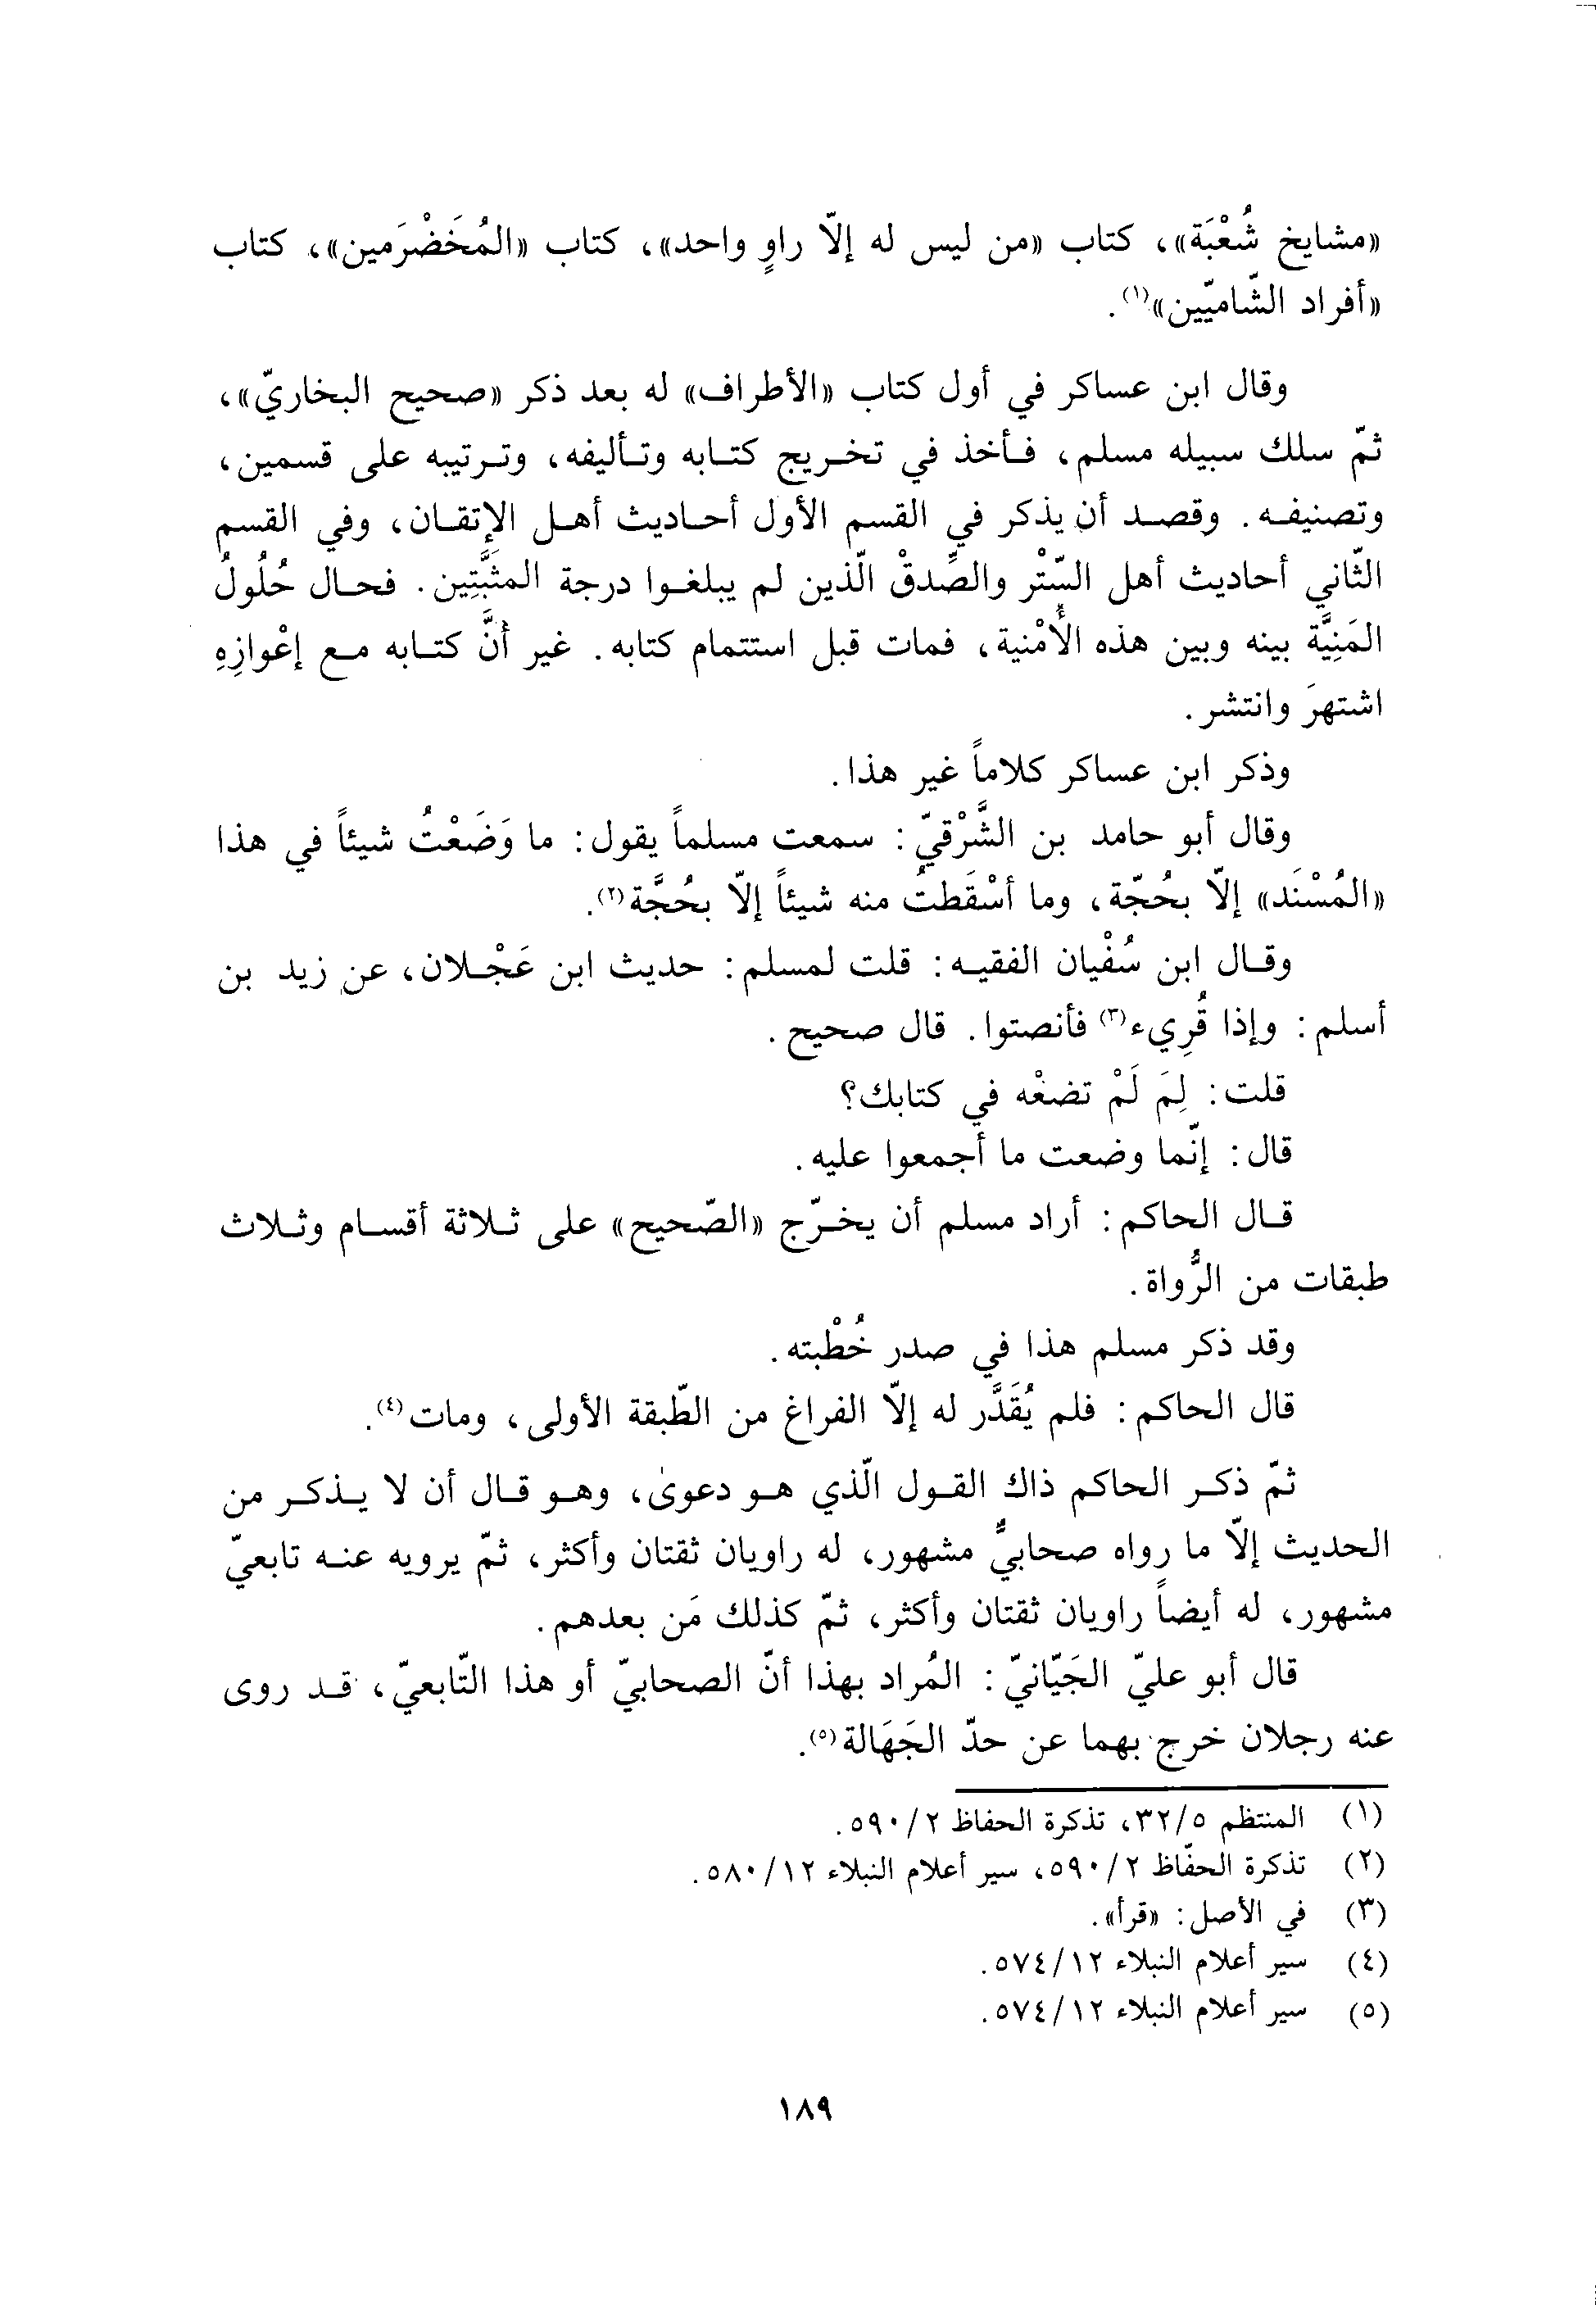 «مشايخ شُعْبَة»، كتاب «من ليس له إلّا راوٍ واحد»، كتاب «المُخَضْرَمين»، كتاب
«أفراد الشّاميّين»(١).
وقال ابن عساكر في أول كتاب «الأطراف» له بعد ذكر «صحيح البخاريّ»،
ثمّ سلك سبيله مسلم، فأخذ في تخريج كتابه وتأليفه، وترتيبه على قسمين،
وتصنيفه. وقصد أن يذكر في القسم الأول أحاديث أهل الإتقان، وفي القسم
الثّاني أحاديث أهل السّتْر والصِّدقْ الّذين لم يبلغوا درجة المثبَّتِين. فحال حُلُولُ
المَنِيَّة بينه وبين هذه الأُمْنية، فمات قبل استتمام كتابه. غير أنَّ كتابه مع إعْوازِهِ
اشتهرَ وانتشر.
وذكر ابن عساكر كلاماً غير هذا.
وقال أبو حامد بن الشَّرْقيّ: سمعت مسلماً يقول: ما وَضَعْتُ شيئاً في هذا
«المُسْنَد» إلّا بحُجّة، وما أسْقَطتُ منه شيئاً إلّا بحُجَّة(٢).
وقال ابن سُفْيان الفقيه: قلت لمسلم: حديث ابن عَجْلان، عن زيد بن
أسلم: وإذا قُرِيء(٣) فأنصتوا. قال صحيح.
قلت: لِمَ لَمْ تضعْه في كتابك؟
قال: إنّما وضعت ما أجمعوا عليه.
قال الحاكم: أراد مسلم أن يخرّج «الصّحيح» على ثلاثة أقسام وثلاث
طبقات من الرُّواة.
وقد ذكر مسلم هذا في صدر خُطْبته.
قال الحاكم: فلم يُقَدَّر له إلّا الفراغ من الطّبقة الأولى، ومات(٤).
ثمّ ذكر الحاكم ذاك القول الّذي هو دعوىٰ، وهو قال أن لا يذكر من
الحديث إلّا ما رواه صحابيٌّ مشهور، له راويان ثقتان وأكثر، ثمّ يرويه عنه تابعيّ
مشهور، له أيضاً راويان ثقتان وأكثر، ثمّ كذلك مَن بعدهم.
قال أبو عليّ الجَيّانيّ: المُراد بهذا أنّ الصحابيّ أو هذا التّابعيّ، قد روى
عنه رجلان خرج بهما عن حدّ الجَهَالة(٥).
(١) المنتظم ٣٢/٥، تذكرة الحفاظ ٥٩٠/٢.
(٢) تذكرة الحفّاظ ٥٩٠/٢، سير أعلام النبلاء ٥٨٠/١٢.
(٣) في الأصل: «قرأ».
(٤) سير أعلام النبلاء ٥٧٤/١٢.
(٥) سير أعلام النبلاء ٥٧٤/١٢.
١٨٩